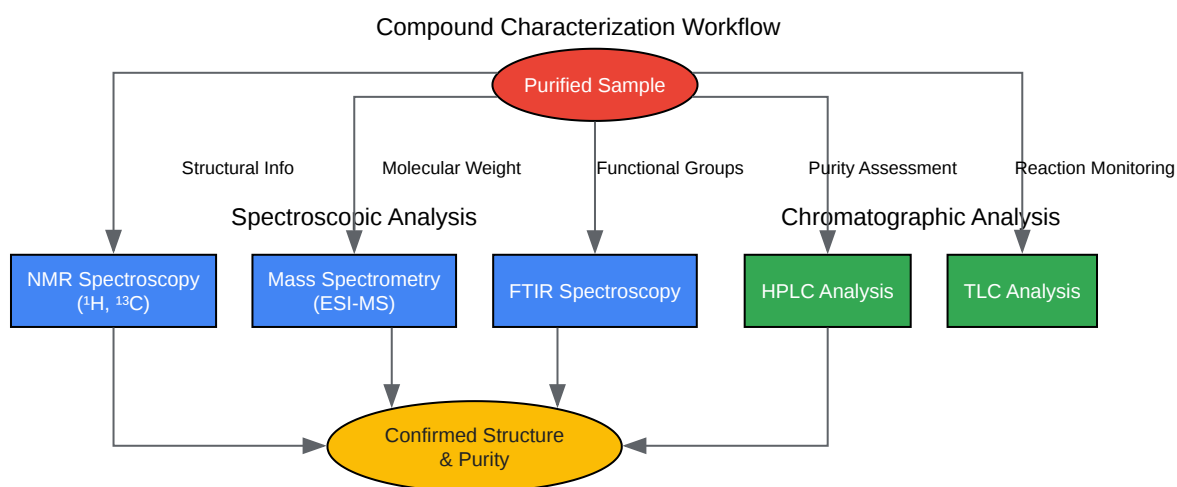 Compound Characterization Workflow
Purified Sample
Structural Info
Molecular Weight
Functional Groups
Purity Assessment
Reaction Monitoring
Spectroscopic Analysis
Chromatographic Analysis
NMR Spectroscopy
(¹H, ¹³C)
Mass Spectrometry
(ESI-MS)
FTIR Spectroscopy
HPLC Analysis
TLC Analysis
Confirmed Structure
& Purity